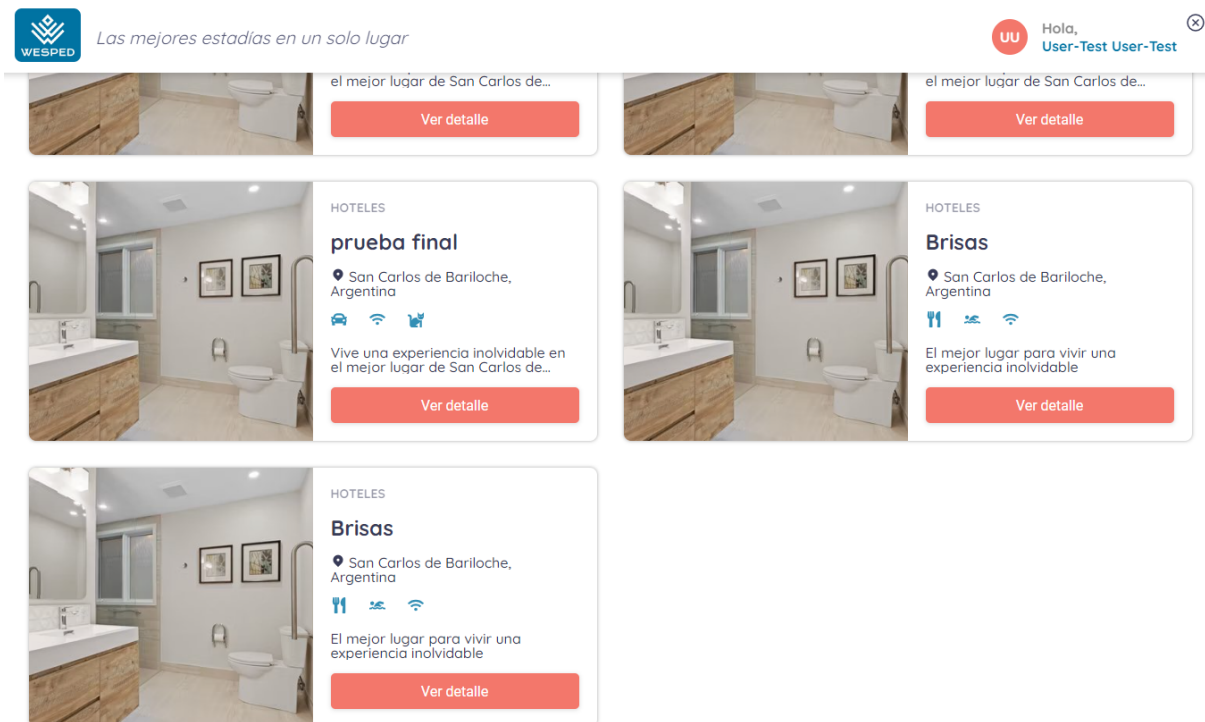 WESPED
Las mejores estadías en un solo lugar
UU
Hola,
User-Test User-Test
el mejor lugar de San Carlos de...
Ver detalle
el mejor lugar de San Carlos de...
Ver detalle
HOTELES
prueba final
San Carlos de Bariloche,
Argentina
Vive una experiencia inolvidable en
el mejor lugar de San Carlos de...
Ver detalle
HOTELES
Brisas
San Carlos de Bariloche,
Argentina
El mejor lugar para vivir una
experiencia inolvidable
Ver detalle
HOTELES
Brisas
San Carlos de Bariloche,
Argentina
El mejor lugar para vivir una
experiencia inolvidable
Ver detalle